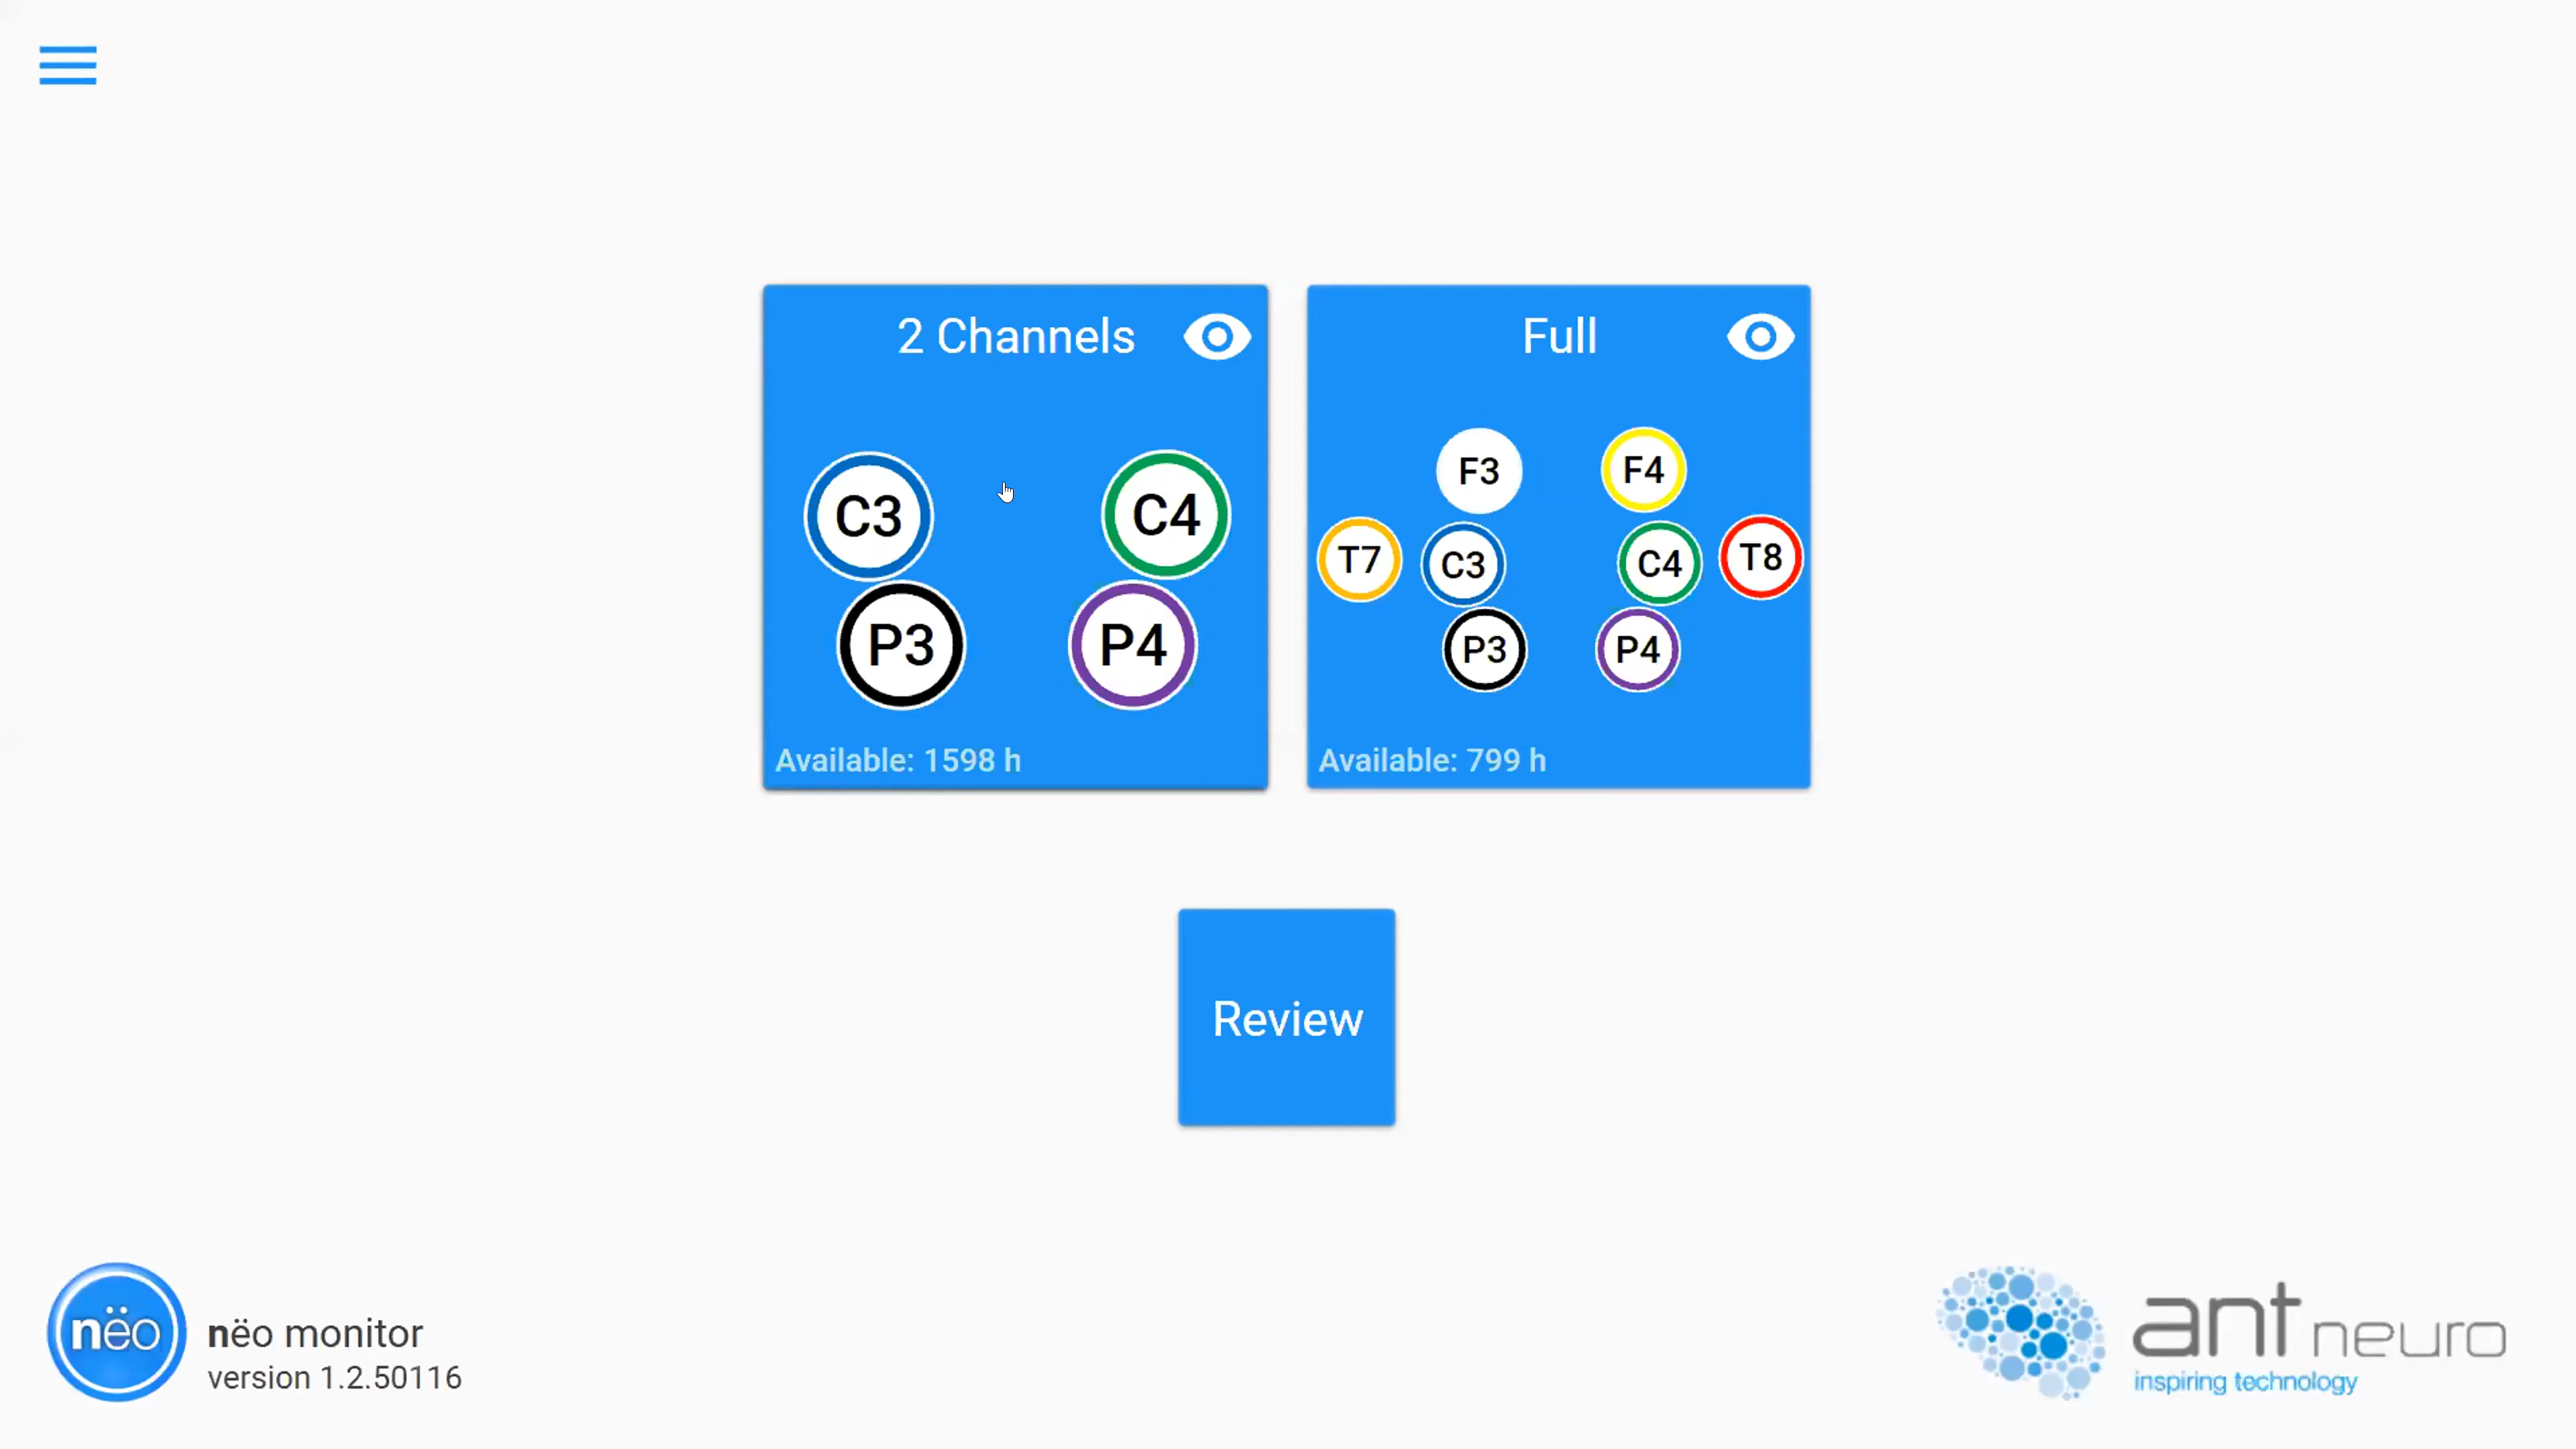 2 Channels
C3
C4
P3
P4
Available: 1598 h
Full
F3
F4
T7
C3
C4
T8
P3
P4
Available: 799 h
Review
nëo
nëo monitor
version 1.2.50116
ant neuro
inspiring technology